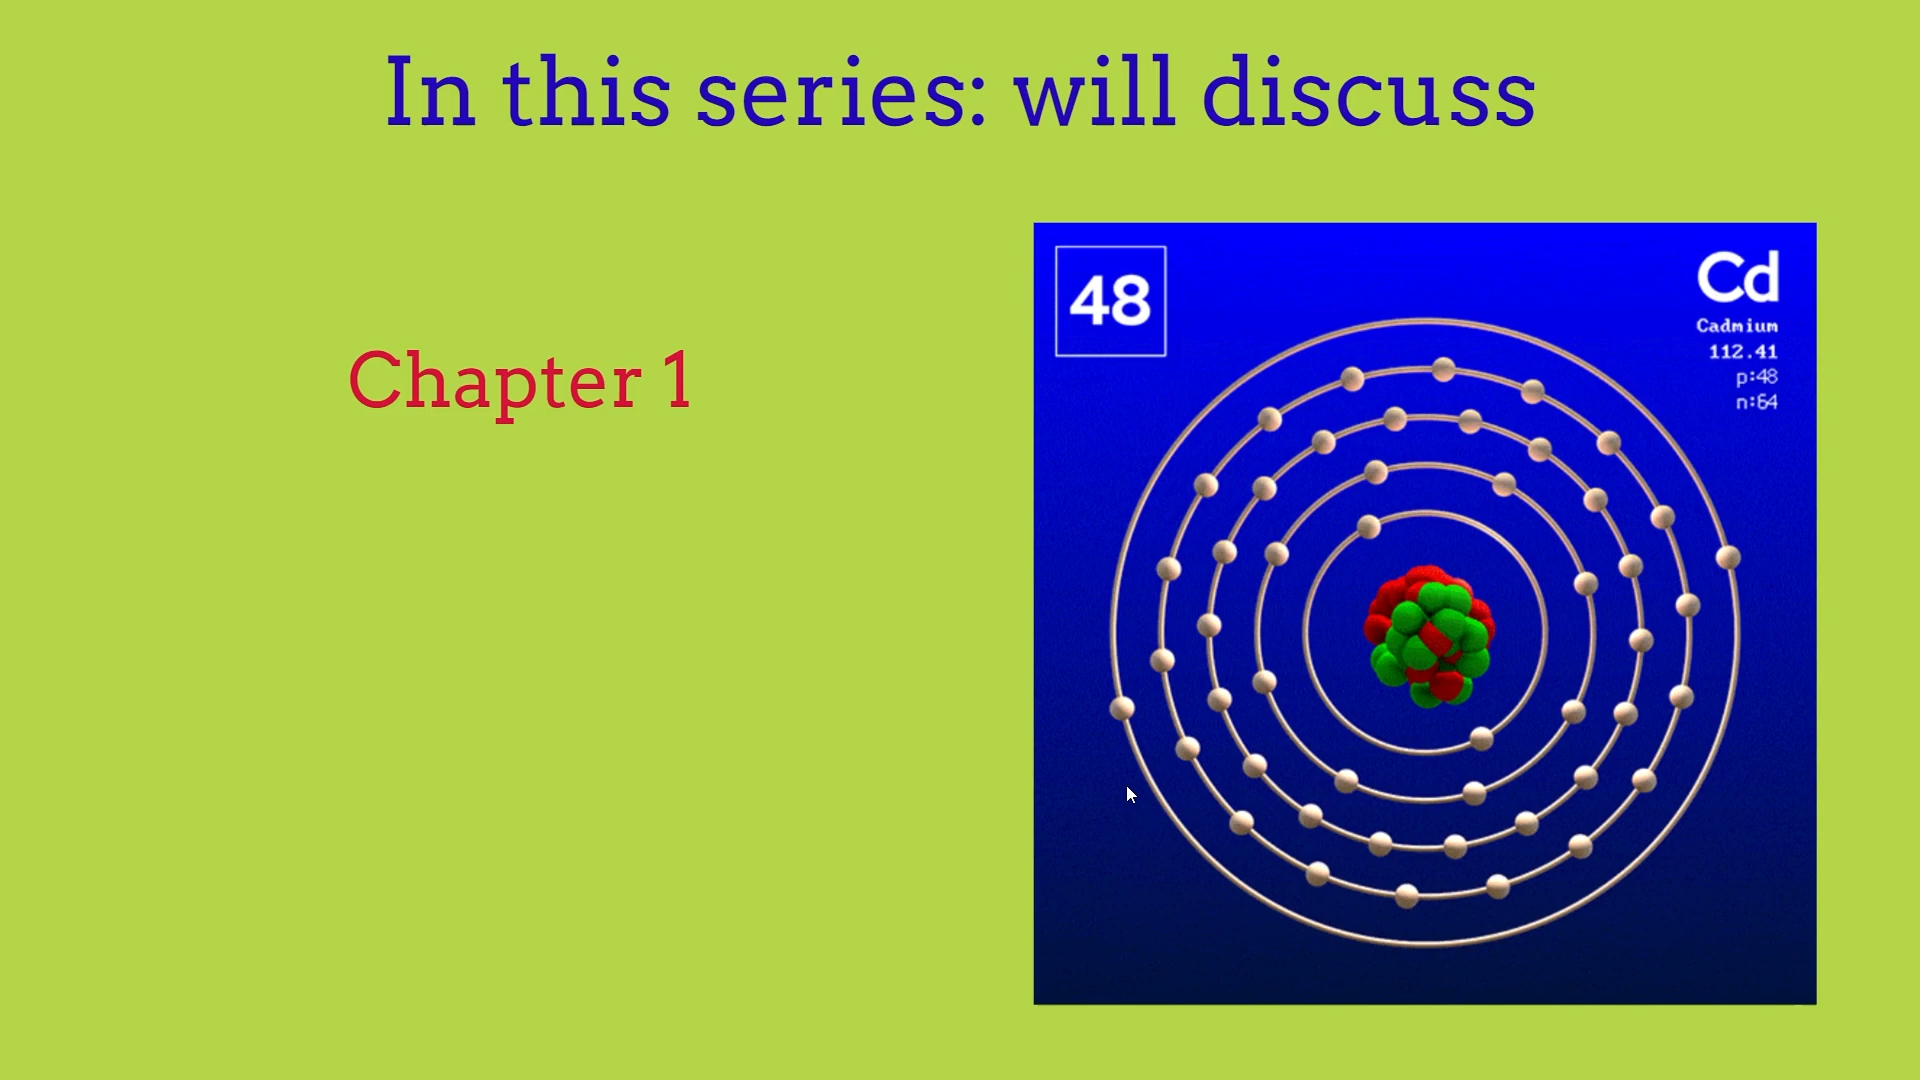 In this series: will discuss
Chapter 1
48
Cd
Cadmium
112.41
p:48
n:64